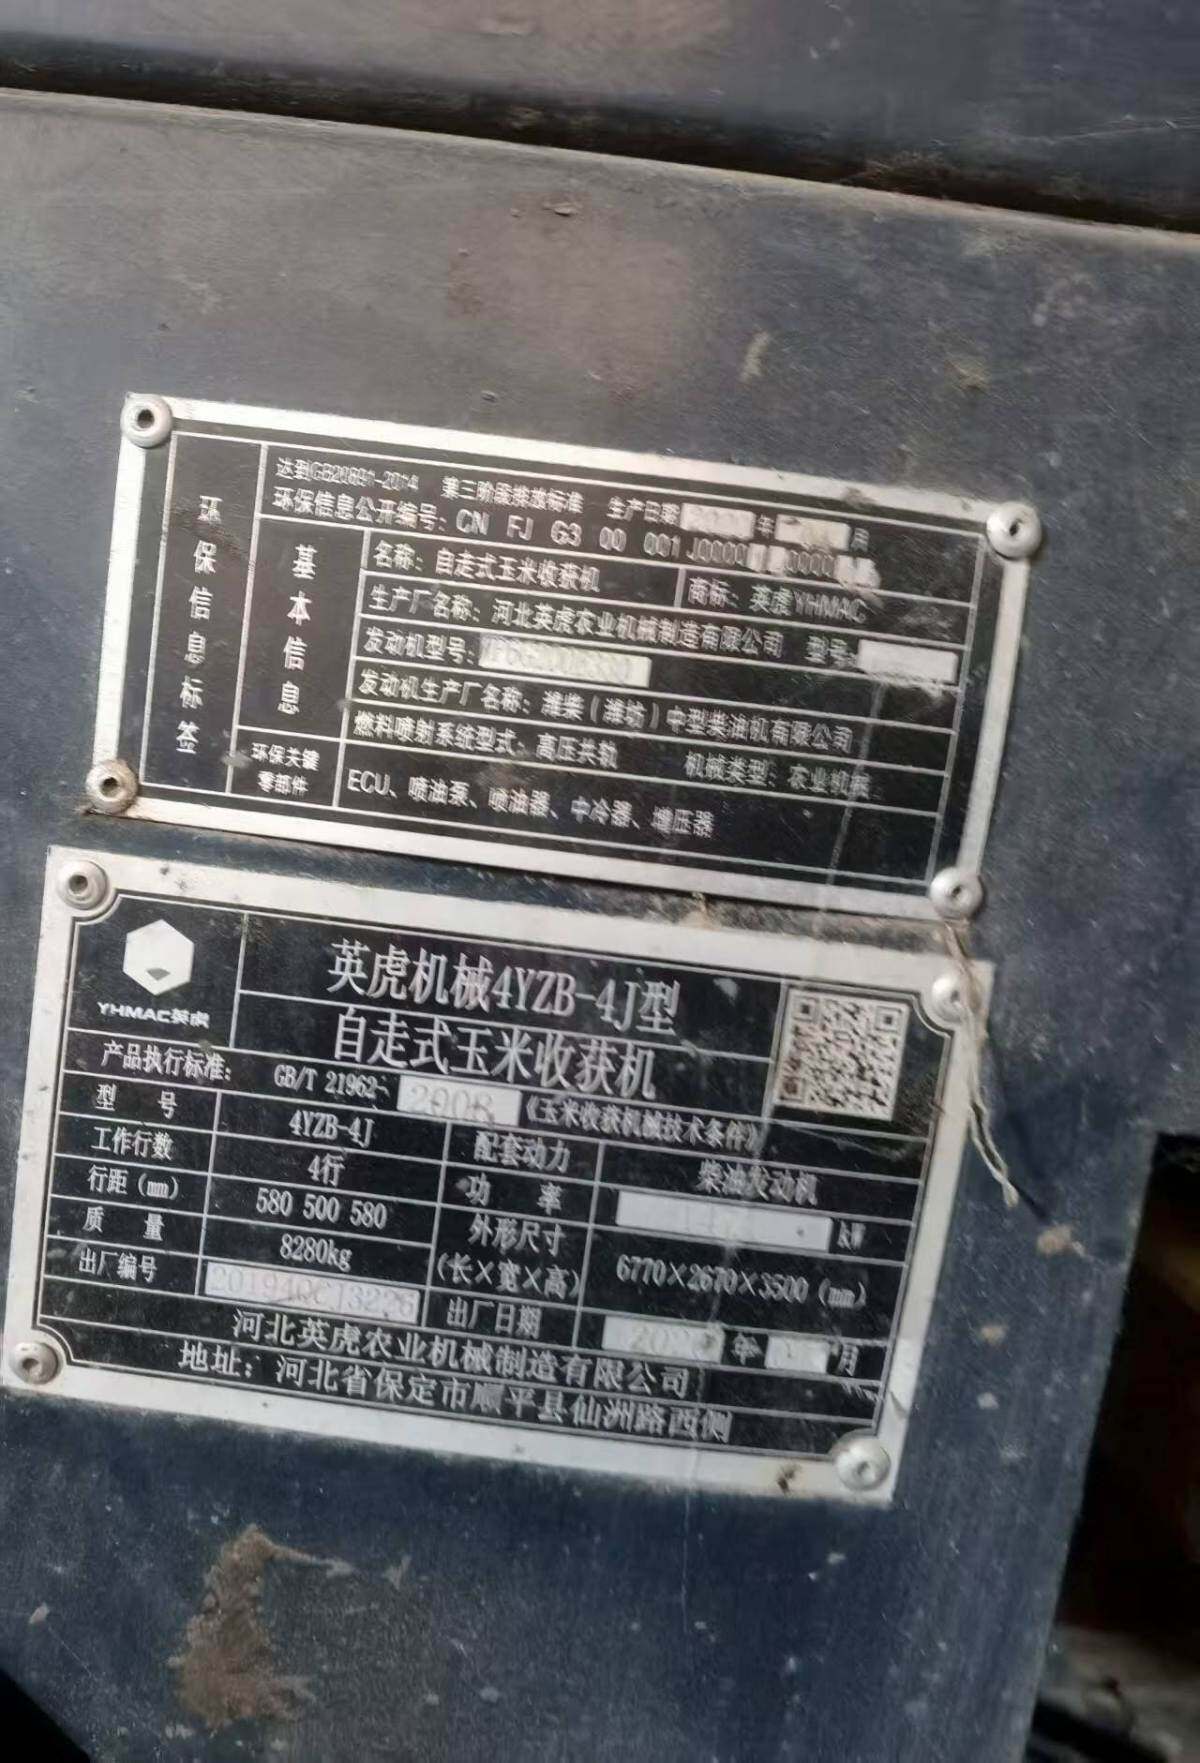 环保信息标签
达到GB20891-2014 第三阶段排放标准 生产日期 年 月
环保信息公开编号: CN FJ G3 00 001
基本信息
名称: 自走式玉米收获机 商标: 英虎YHMAC
生产厂名称: 河北英虎农业机械制造有限公司 型号:
发动机型号:
发动机生产厂名称: 潍柴(潍坊)中型柴油机有限公司
燃料喷射系统型式: 高压共轨 机械类型: 农业机械
环保关键零部件 ECU、喷油泵、喷油器、中冷器、增压器
YHMAC英虎
英虎机械4YZB-4J型
自走式玉米收获机
产品执行标准: GB/T 21962-2008《玉米收获机械技术条件》
型号 4YZB-4J 配套动力 柴油发动机
工作行数 4行 功率 kW
行距(mm) 580 500 580 外形尺寸(长×宽×高) 6770×2670×3500(mm)
质量 8280kg
出厂编号 出厂日期 年 月
河北英虎农业机械制造有限公司
地址: 河北省保定市顺平县仙洲路西侧